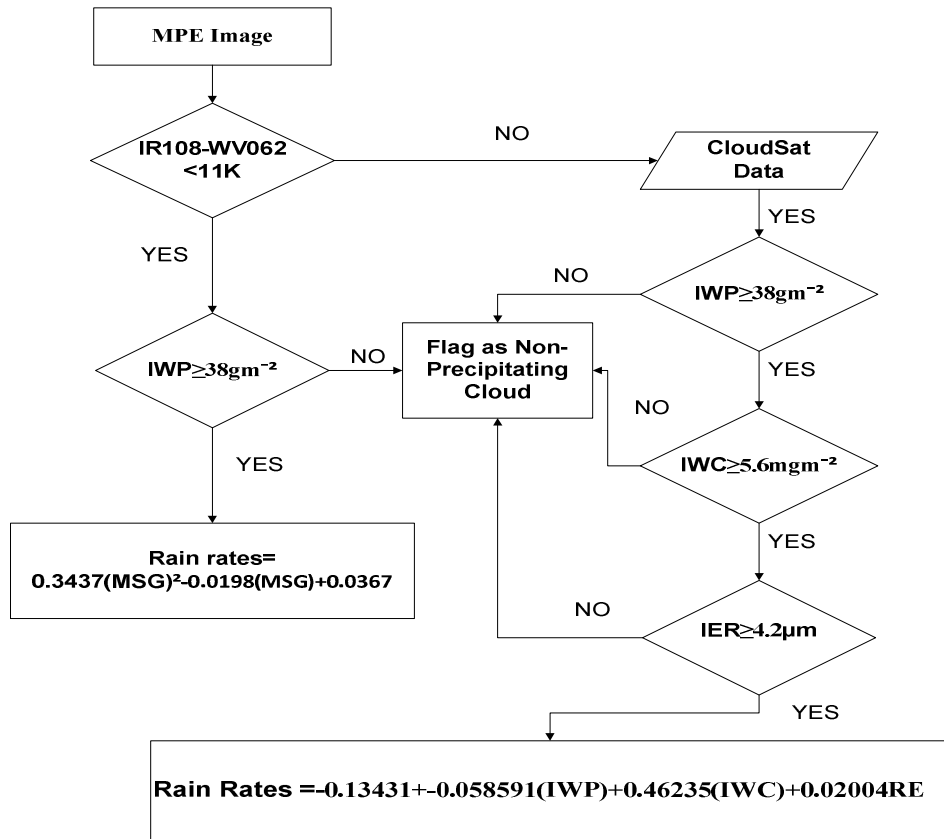 MPE Image
IR108-WV062
<11K
NO
CloudSat
Data
YES
YES
IWP≥38gm⁻²
NO
IWP≥38gm⁻²
NO
Flag as Non-
Precipitating
Cloud
YES
NO
IWC≥5.6mgm⁻²
YES
YES
Rain rates=
0.3437(MSG)²-0.0198(MSG)+0.0367
NO
IER≥4.2µm
YES
Rain Rates =-0.13431+-0.058591(IWP)+0.46235(IWC)+0.02004RE